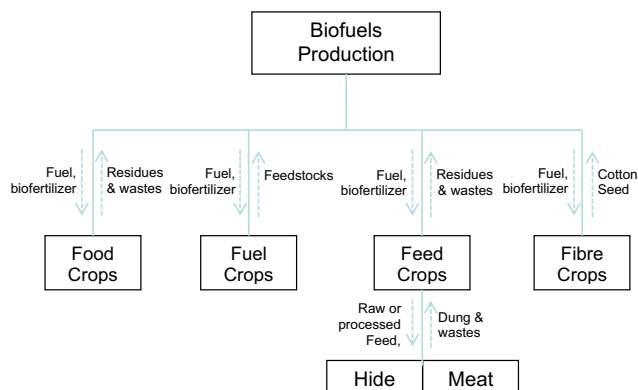 Biofuels
Production
Fuel,
biofertilizer
Residues
& wastes
Fuel,
biofertilizer
Feedstocks
Fuel,
biofertilizer
Residues
& wastes
Fuel,
biofertilizer
Cotton
Seed
Food
Crops
Fuel
Crops
Feed
Crops
Fibre
Crops
Raw or
processed
Feed,
Dung &
wastes
Hide
Meat